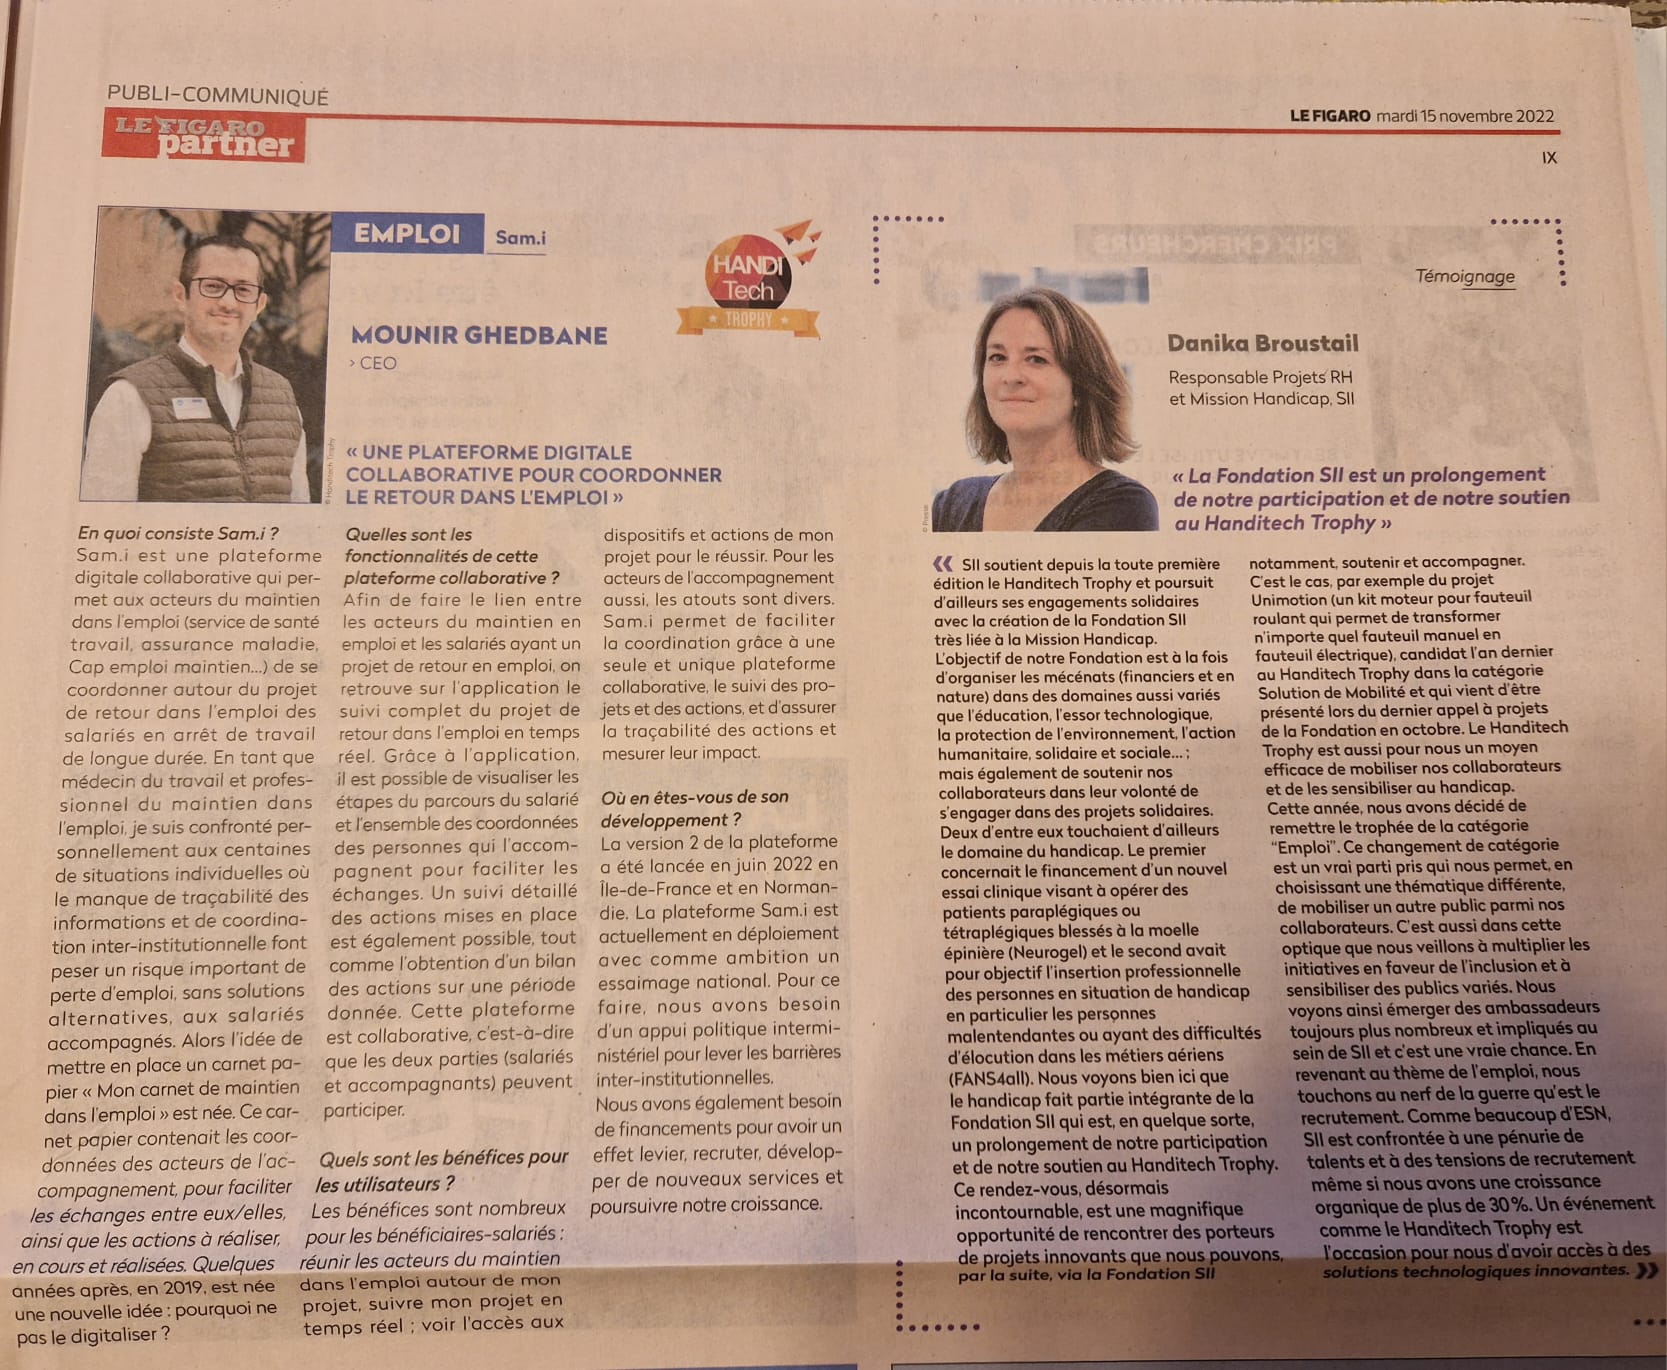 PUBLI-COMMUNIQUÉ
LE FIGARO
partner
LE FIGARO mardi 15 novembre 2022
IX
EMPLOI
Sam.i
HANDI
Tech
TROPHY
MOUNIR GHEDBANE
> CEO
© Handitech Trophy
« UNE PLATEFORME DIGITALE
COLLABORATIVE POUR COORDONNER
LE RETOUR DANS L'EMPLOI »
En quoi consiste Sam.i ?
Sam.i est une plateforme
digitale collaborative qui per-
met aux acteurs du maintien
dans l'emploi (service de santé
travail, assurance maladie,
Cap emploi maintien...) de se
coordonner autour du projet
de retour dans l'emploi des
salariés en arrêt de travail
de longue durée. En tant que
médecin du travail et profes-
sionnel du maintien dans
l'emploi, je suis confronté per-
sonnellement aux centaines
de situations individuelles où
le manque de traçabilité des
informations et de coordina-
tion inter-institutionnelle font
peser un risque important de
perte d'emploi, sans solutions
alternatives, aux salariés
accompagnés. Alors l'idée de
mettre en place un carnet pa-
pier « Mon carnet de maintien
dans l'emploi » est née. Ce car-
net papier contenait les coor-
données des acteurs de l'ac-
compagnement, pour faciliter
les échanges entre eux/elles,
ainsi que les actions à réaliser,
en cours et réalisées. Quelques
années après, en 2019, est née
une nouvelle idée : pourquoi ne
pas le digitaliser ?
Quelles sont les
fonctionnalités de cette
plateforme collaborative ?
Afin de faire le lien entre
les acteurs du maintien en
emploi et les salariés ayant un
projet de retour en emploi, on
retrouve sur l'application le
suivi complet du projet de
retour dans l'emploi en temps
réel. Grâce à l'application,
il est possible de visualiser les
étapes du parcours du salarié
et l'ensemble des coordonnées
des personnes qui l'accom-
pagnent pour faciliter les
échanges. Un suivi détaillé
des actions mises en place
est également possible, tout
comme l'obtention d'un bilan
des actions sur une période
donnée. Cette plateforme
est collaborative, c'est-à-dire
que les deux parties (salariés
et accompagnants) peuvent
participer.
Quels sont les bénéfices pour
les utilisateurs ?
Les bénéfices sont nombreux
pour les bénéficiaires-salariés :
réunir les acteurs du maintien
dans l'emploi autour de mon
projet, suivre mon projet en
temps réel ; voir l'accès aux
dispositifs et actions de mon
projet pour le réussir. Pour les
acteurs de l'accompagnement
aussi, les atouts sont divers.
Sam.i permet de faciliter
la coordination grâce à une
seule et unique plateforme
collaborative, le suivi des pro-
jets et des actions, et d'assurer
la traçabilité des actions et
mesurer leur impact.
Où en êtes-vous de son
développement ?
La version 2 de la plateforme
a été lancée en juin 2022 en
Île-de-France et en Norman-
die. La plateforme Sam.i est
actuellement en déploiement
avec comme ambition un
essaimage national. Pour ce
faire, nous avons besoin
d'un appui politique intermi-
nistériel pour lever les barrières
inter-institutionnelles.
Nous avons également besoin
de financements pour avoir un
effet levier, recruter, dévelop-
per de nouveaux services et
poursuivre notre croissance.
Témoignage
Danika Broustail
Responsable Projets RH
et Mission Handicap, SII
« La Fondation SII est un prolongement
de notre participation et de notre soutien
au Handitech Trophy »
« SII soutient depuis la toute première
édition le Handitech Trophy et poursuit
d'ailleurs ses engagements solidaires
avec la création de la Fondation SII
très liée à la Mission Handicap.
L'objectif de notre Fondation est à la fois
d'organiser les mécénats (financiers et en
nature) dans des domaines aussi variés
que l'éducation, l'essor technologique,
la protection de l'environnement, l'action
humanitaire, solidaire et sociale... ;
mais également de soutenir nos
collaborateurs dans leur volonté de
s'engager dans des projets solidaires.
Deux d'entre eux touchaient d'ailleurs
le domaine du handicap. Le premier
concernait le financement d'un nouvel
essai clinique visant à opérer des
patients paraplégiques ou
tétraplégiques blessés à la moelle
épinière (Neurogel) et le second avait
pour objectif l'insertion professionnelle
des personnes en situation de handicap
en particulier les personnes
malentendantes ou ayant des difficultés
d'élocution dans les métiers aériens
(FANS4all). Nous voyons bien ici que
le handicap fait partie intégrante de la
Fondation SII qui est, en quelque sorte,
un prolongement de notre participation
et de notre soutien au Handitech Trophy.
Ce rendez-vous, désormais
incontournable, est une magnifique
opportunité de rencontrer des porteurs
de projets innovants que nous pouvons,
par la suite, via la Fondation SII
notamment, soutenir et accompagner.
C'est le cas, par exemple du projet
Unimotion (un kit moteur pour fauteuil
roulant qui permet de transformer
n'importe quel fauteuil manuel en
fauteuil électrique), candidat l'an dernier
au Handitech Trophy dans la catégorie
Solution de Mobilité et qui vient d'être
présenté lors du dernier appel à projets
de la Fondation en octobre. Le Handitech
Trophy est aussi pour nous un moyen
efficace de mobiliser nos collaborateurs
et de les sensibiliser au handicap.
Cette année, nous avons décidé de
remettre le trophée de la catégorie
“Emploi”. Ce changement de catégorie
est un vrai parti pris qui nous permet, en
choisissant une thématique différente,
de mobiliser un autre public parmi nos
collaborateurs. C'est aussi dans cette
optique que nous veillons à multiplier les
initiatives en faveur de l'inclusion et à
sensibiliser des publics variés. Nous
voyons ainsi émerger des ambassadeurs
toujours plus nombreux et impliqués au
sein de SII et c'est une vraie chance. En
revenant au thème de l'emploi, nous
touchons au nerf de la guerre qu'est le
recrutement. Comme beaucoup d'ESN,
SII est confrontée à une pénurie de
talents et à des tensions de recrutement
même si nous avons une croissance
organique de plus de 30%. Un événement
comme le Handitech Trophy est
l'occasion pour nous d'avoir accès à des
solutions technologiques innovantes. »